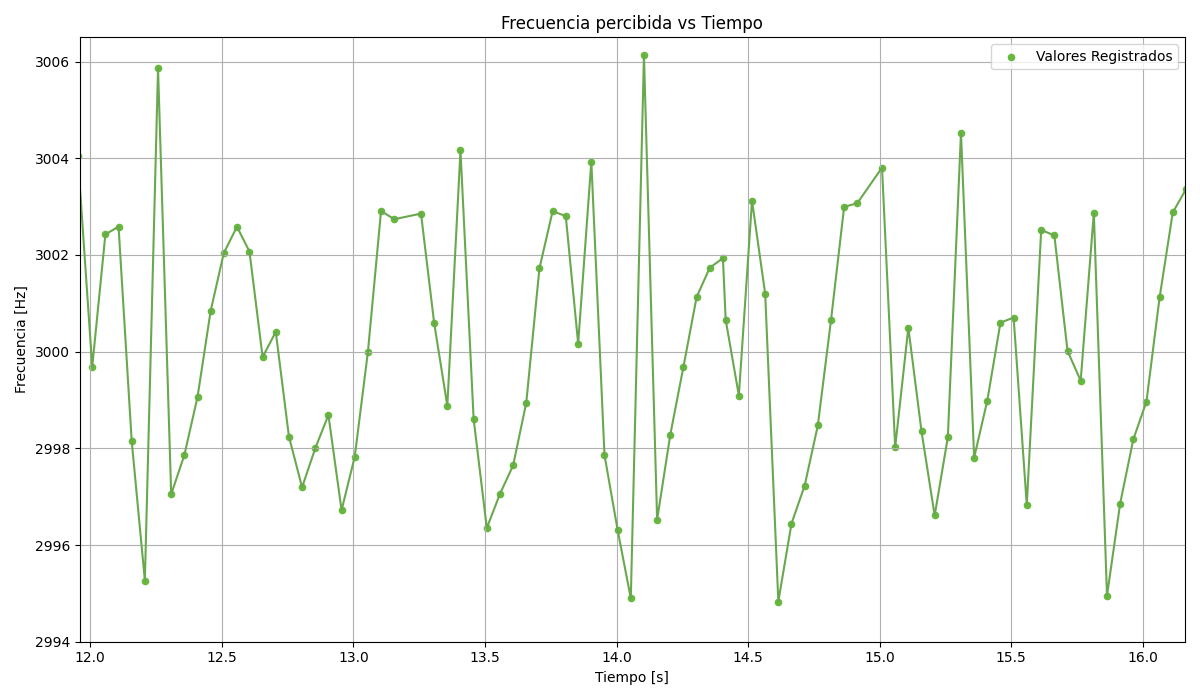 Frecuencia percibida vs Tiempo
Valores Registrados
Frecuencia [Hz]
3006
3004
3002
3000
2998
2996
2994
12.0 12.5 13.0 13.5 14.0 14.5 15.0 15.5 16.0
Tiempo [s]